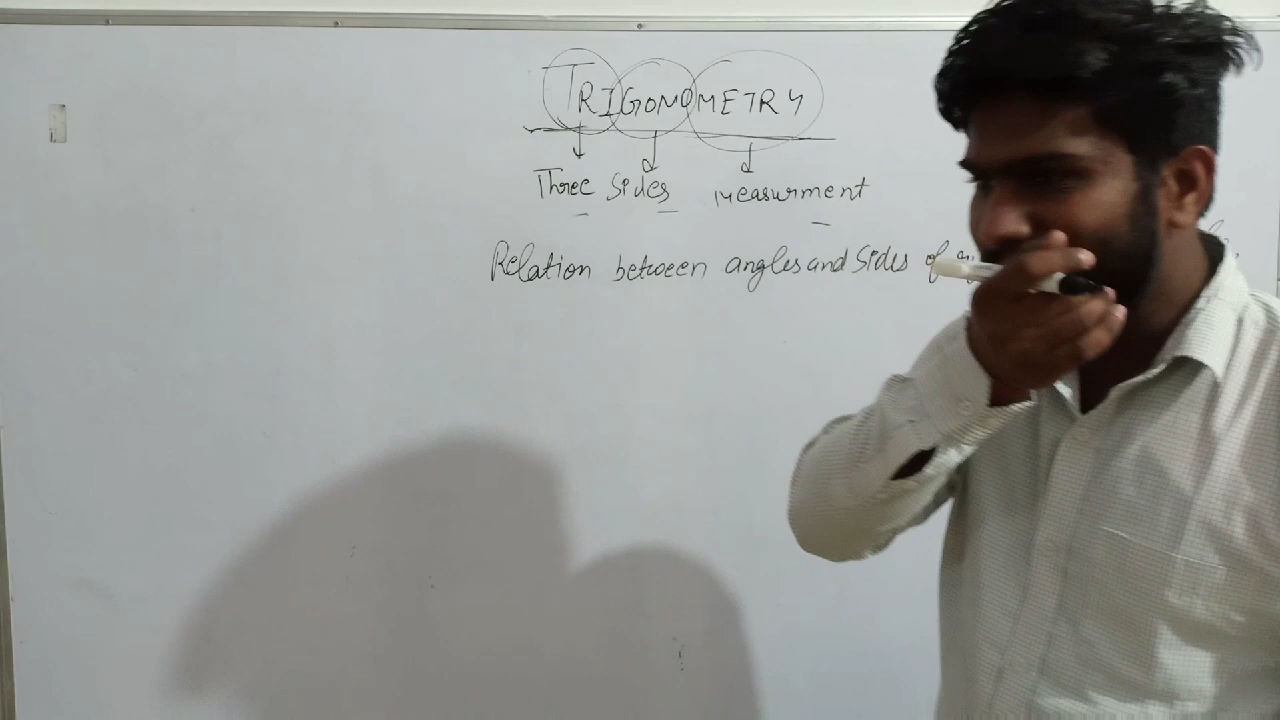 TRIGONOMETRY
Three Sides measurment
Relation between angles and Sides of